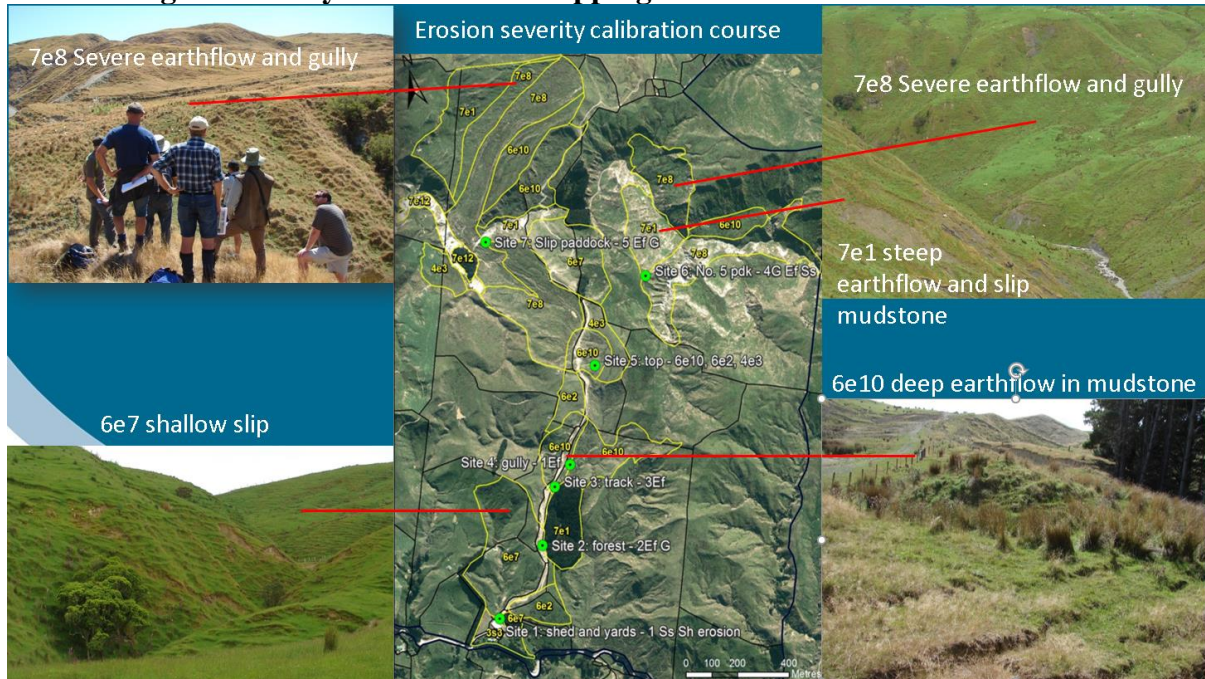 Erosion severity calibration course
7e8 Severe earthflow and gully
7e8 Severe earthflow and gully
7e1 steep
earthflow and slip
mudstone
6e10 deep earthflow in mudstone
6e7 shallow slip
7e8
7e8
7e1
6e10
6e10
7e12
7e1
7e8
7e1
6e10
Site 7: Slip paddock - 5 Ef G
6e7
7e8
4e3
7e12
Site 6: No. 5 pdk - 4G Ef Ss
7e8
4e3
6e10
Site 5: top - 6e10, 6e2, 4e3
6e2
6e10
6e10
Site 4: gully - 1Ef
Site 3: track - 3Ef
7e1
Site 2: forest - 2Ef G
6e7
6e2
6e7
3s3
Site 1: shed and yards - 1 Ss Sh erosion
0 100 200 400
Metres